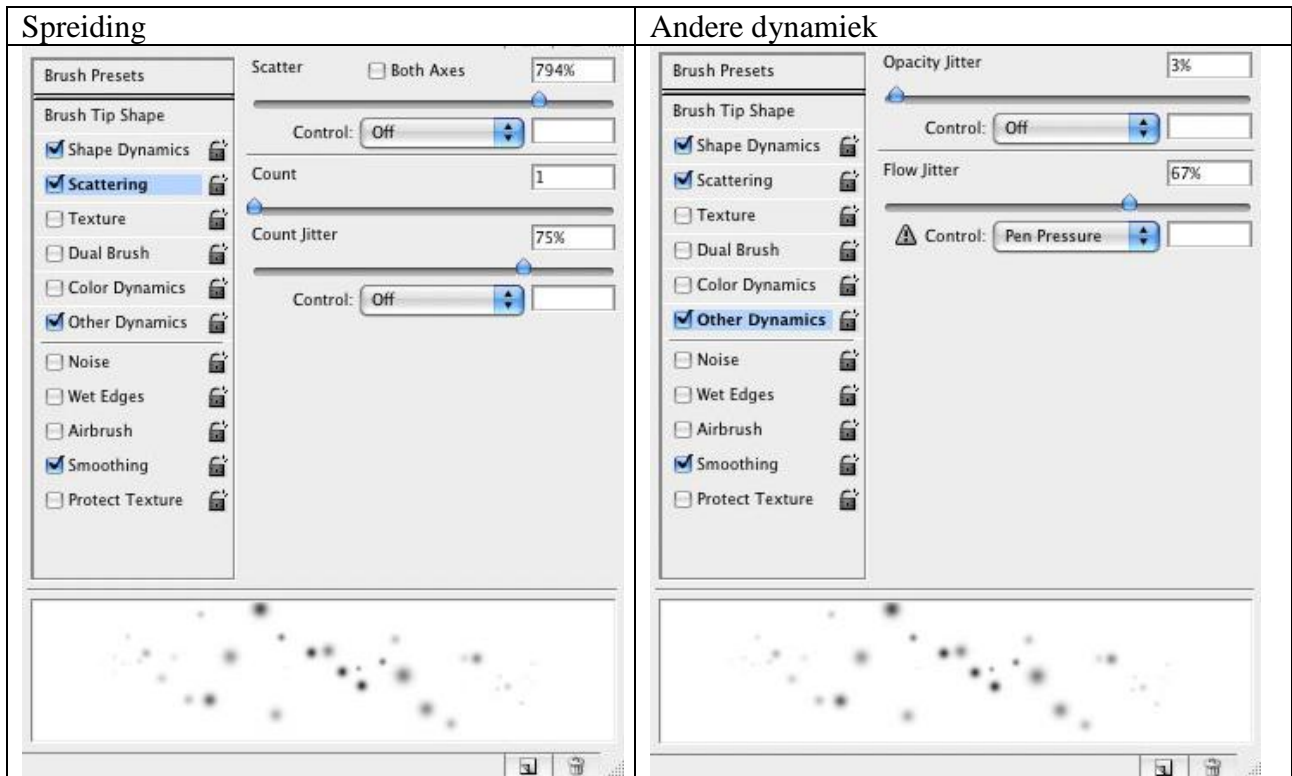 Spreiding
Brush Presets
Brush Tip Shape
Shape Dynamics
Scattering
Texture
Dual Brush
Color Dynamics
Other Dynamics
Noise
Wet Edges
Airbrush
Smoothing
Protect Texture
Scatter Both Axes 794%
Control: Off
Count 1
Count Jitter 75%
Control: Off
Andere dynamiek
Brush Presets
Brush Tip Shape
Shape Dynamics
Scattering
Texture
Dual Brush
Color Dynamics
Other Dynamics
Noise
Wet Edges
Airbrush
Smoothing
Protect Texture
Opacity Jitter 3%
Control: Off
Flow Jitter 67%
Control: Pen Pressure